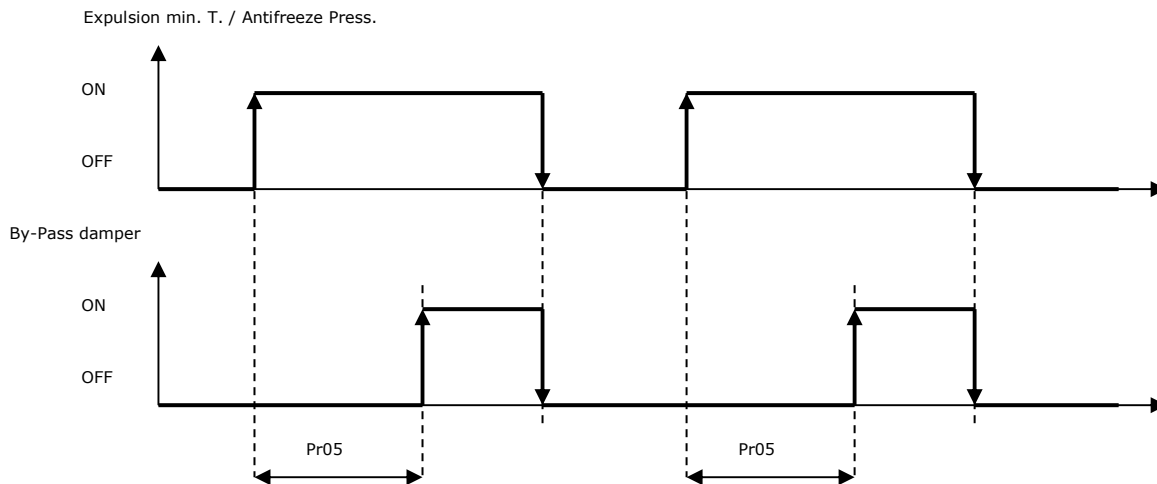 Expulsion min. T. / Antifreeze Press.
ON
OFF
By-Pass damper
ON
OFF
Pr05
Pr05